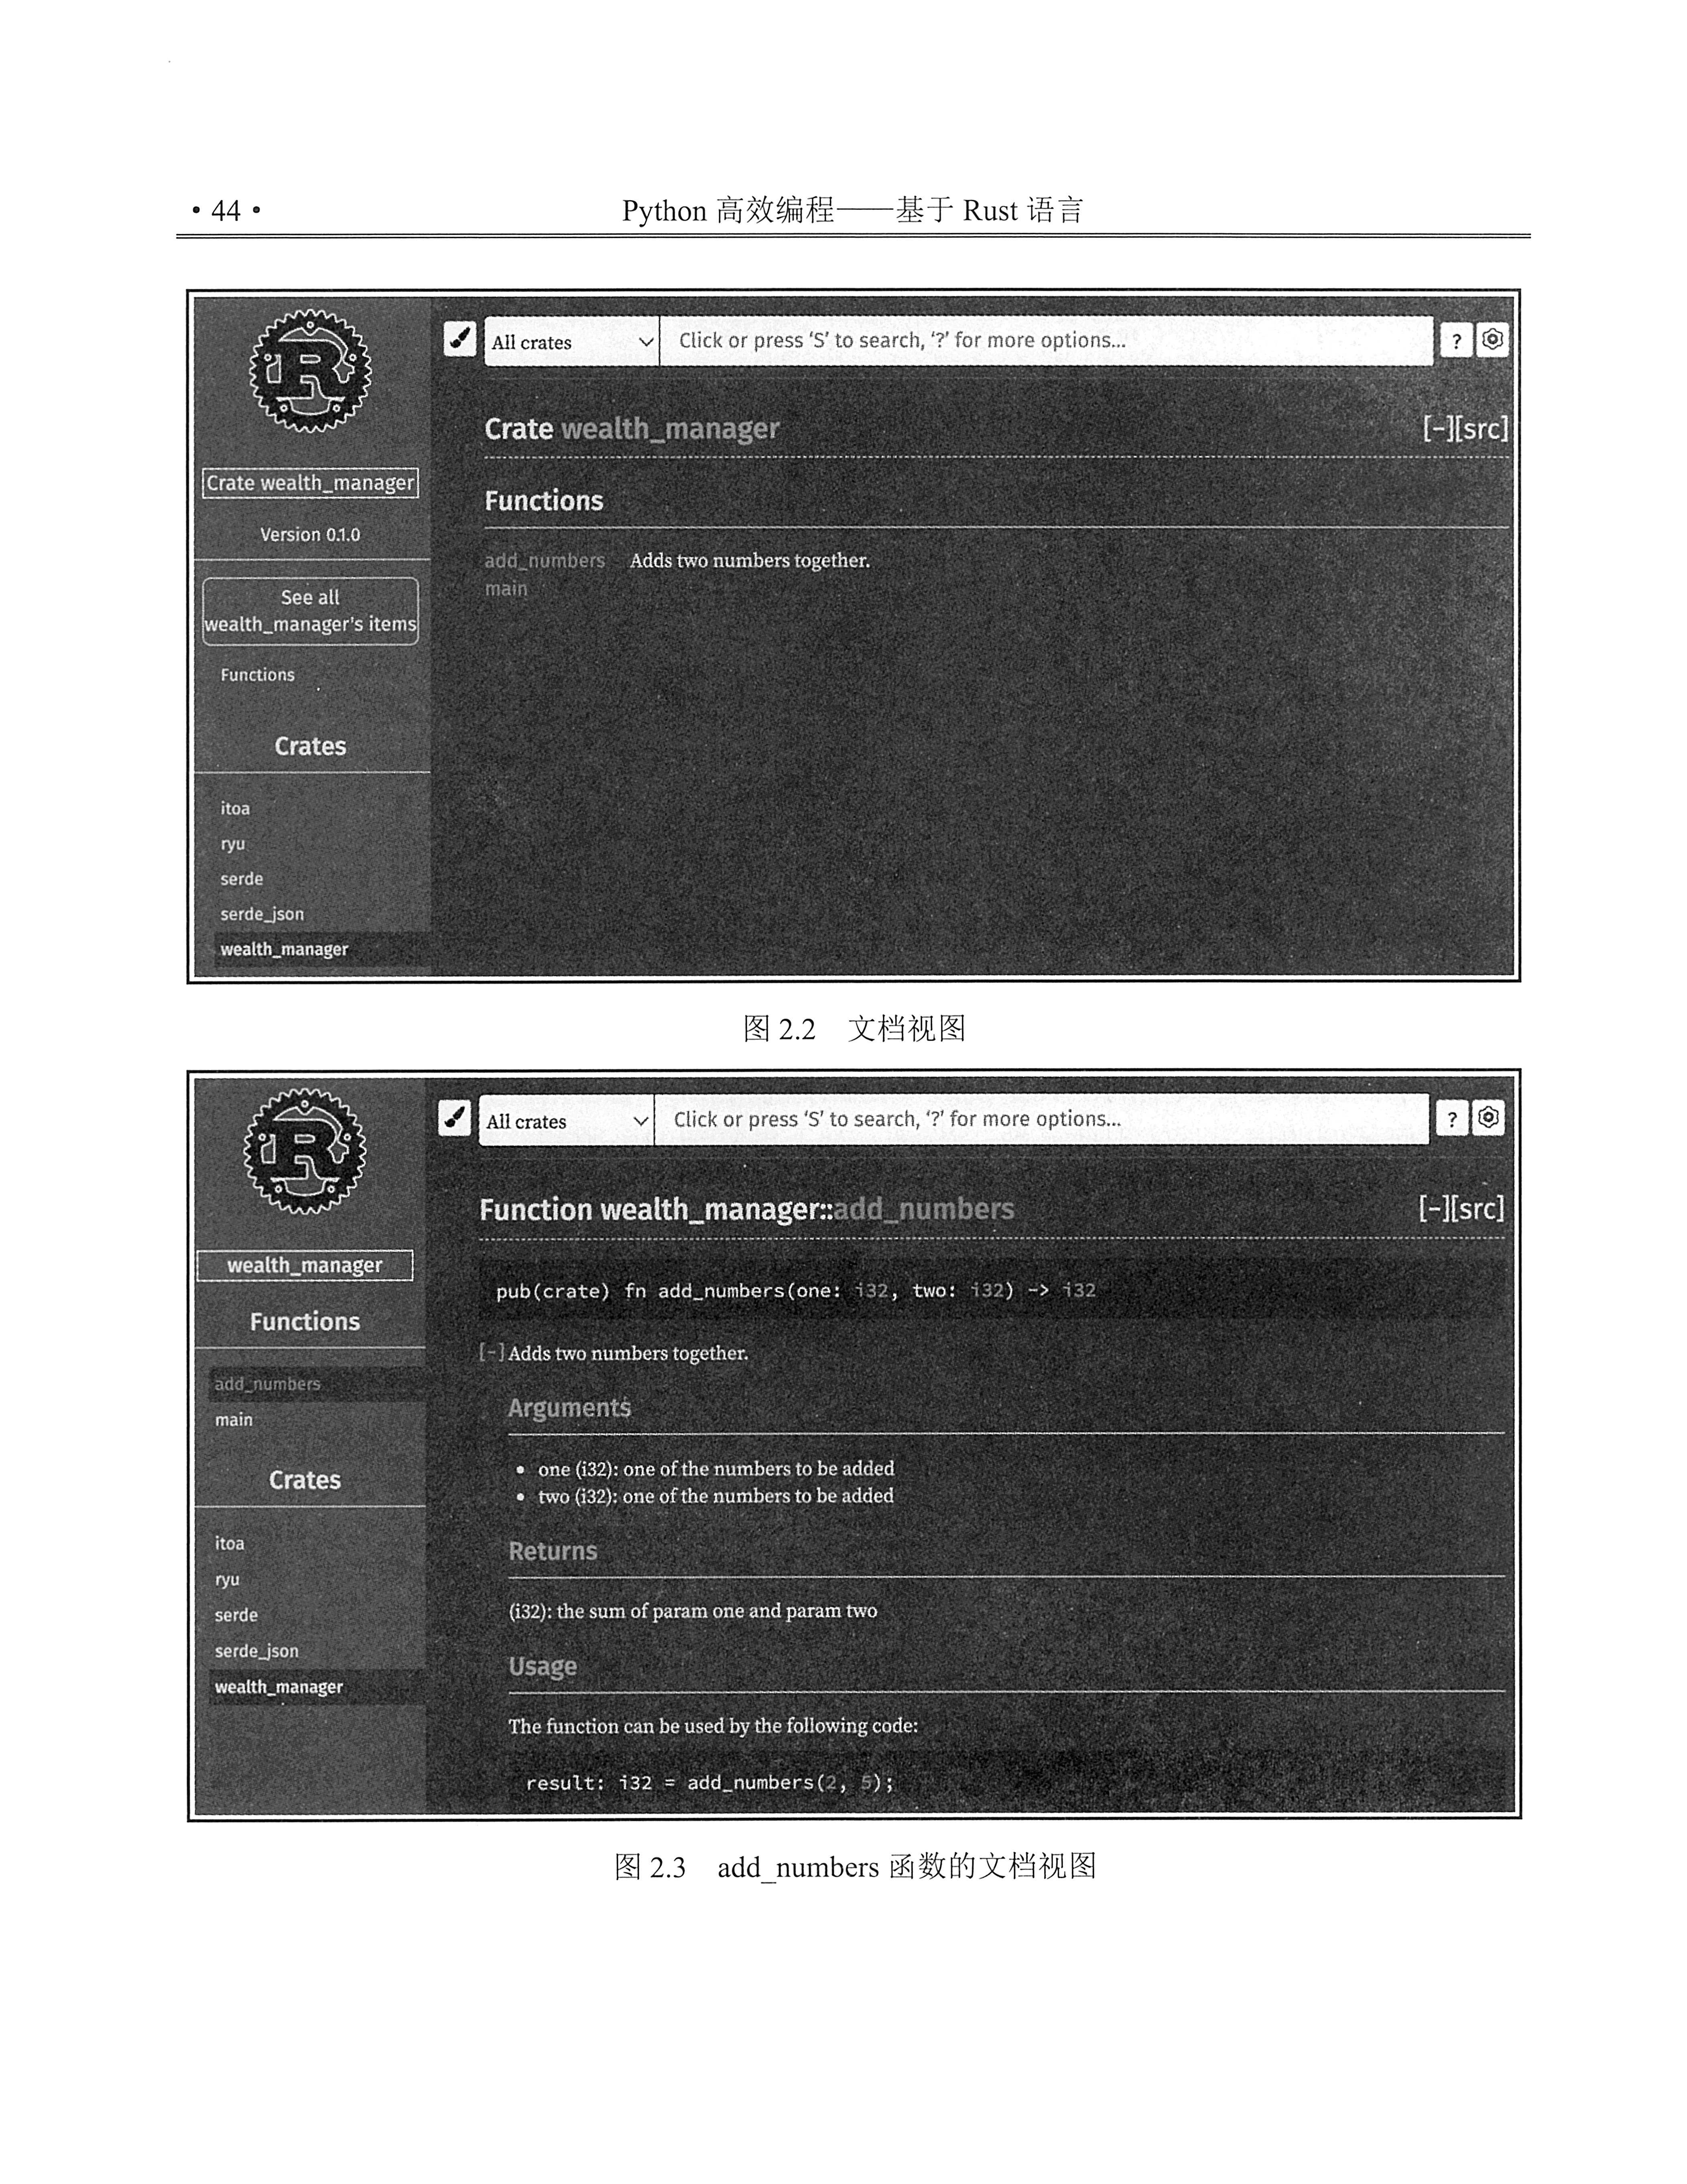 • 44 •
Python 高效编程——基于 Rust 语言
Crate wealth_manager
Version 0.1.0
See all
wealth_manager's items
Functions
Crates
itoa
ryu
serde
serde_json
wealth_manager
All crates
Click or press ‘S’ to search, ‘?’ for more options...
?
Crate wealth_manager
[-][src]
Functions
add_numbers Adds two numbers together.
main
图 2.2 文档视图
wealth_manager
Functions
add_numbers
main
Crates
itoa
ryu
serde
serde_json
wealth_manager
All crates
Click or press ‘S’ to search, ‘?’ for more options...
?
Function wealth_manager::add_numbers
[-][src]
pub(crate) fn add_numbers(one: i32, two: i32) -> i32
[-] Adds two numbers together.
Arguments
• one (i32): one of the numbers to be added
• two (i32): one of the numbers to be added
Returns
(i32): the sum of param one and param two
Usage
The function can be used by the following code:
result: i32 = add_numbers(2, 5);
图 2.3 add_numbers 函数的文档视图